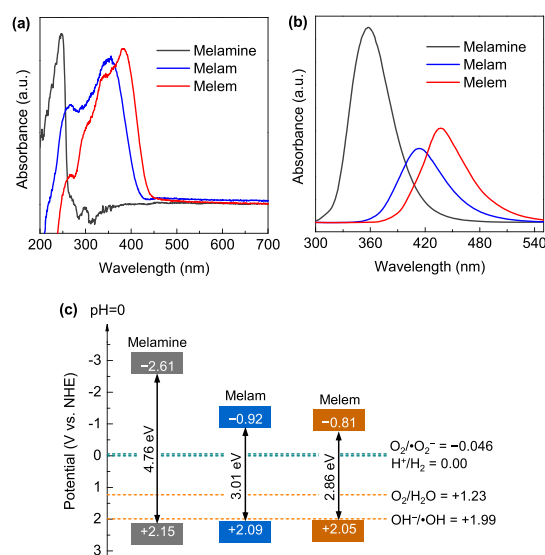 (a)
Melamine
Melam
Melem
Absorbance (a.u.)
200 300 400 500 600 700
Wavelength (nm)
(b)
Melamine
Melam
Melem
Absorbance (a.u.)
300 360 420 480 540
Wavelength (nm)
(c) pH=0
Potential (V vs. NHE)
-3
-2
-1
0
1
2
3
Melamine
−2.61
4.76 eV
+2.15
Melam
−0.92
3.01 eV
+2.09
Melem
−0.81
2.86 eV
+2.05
O₂/•O₂⁻ = −0.046
H⁺/H₂ = 0.00
O₂/H₂O = +1.23
OH⁻/•OH = +1.99